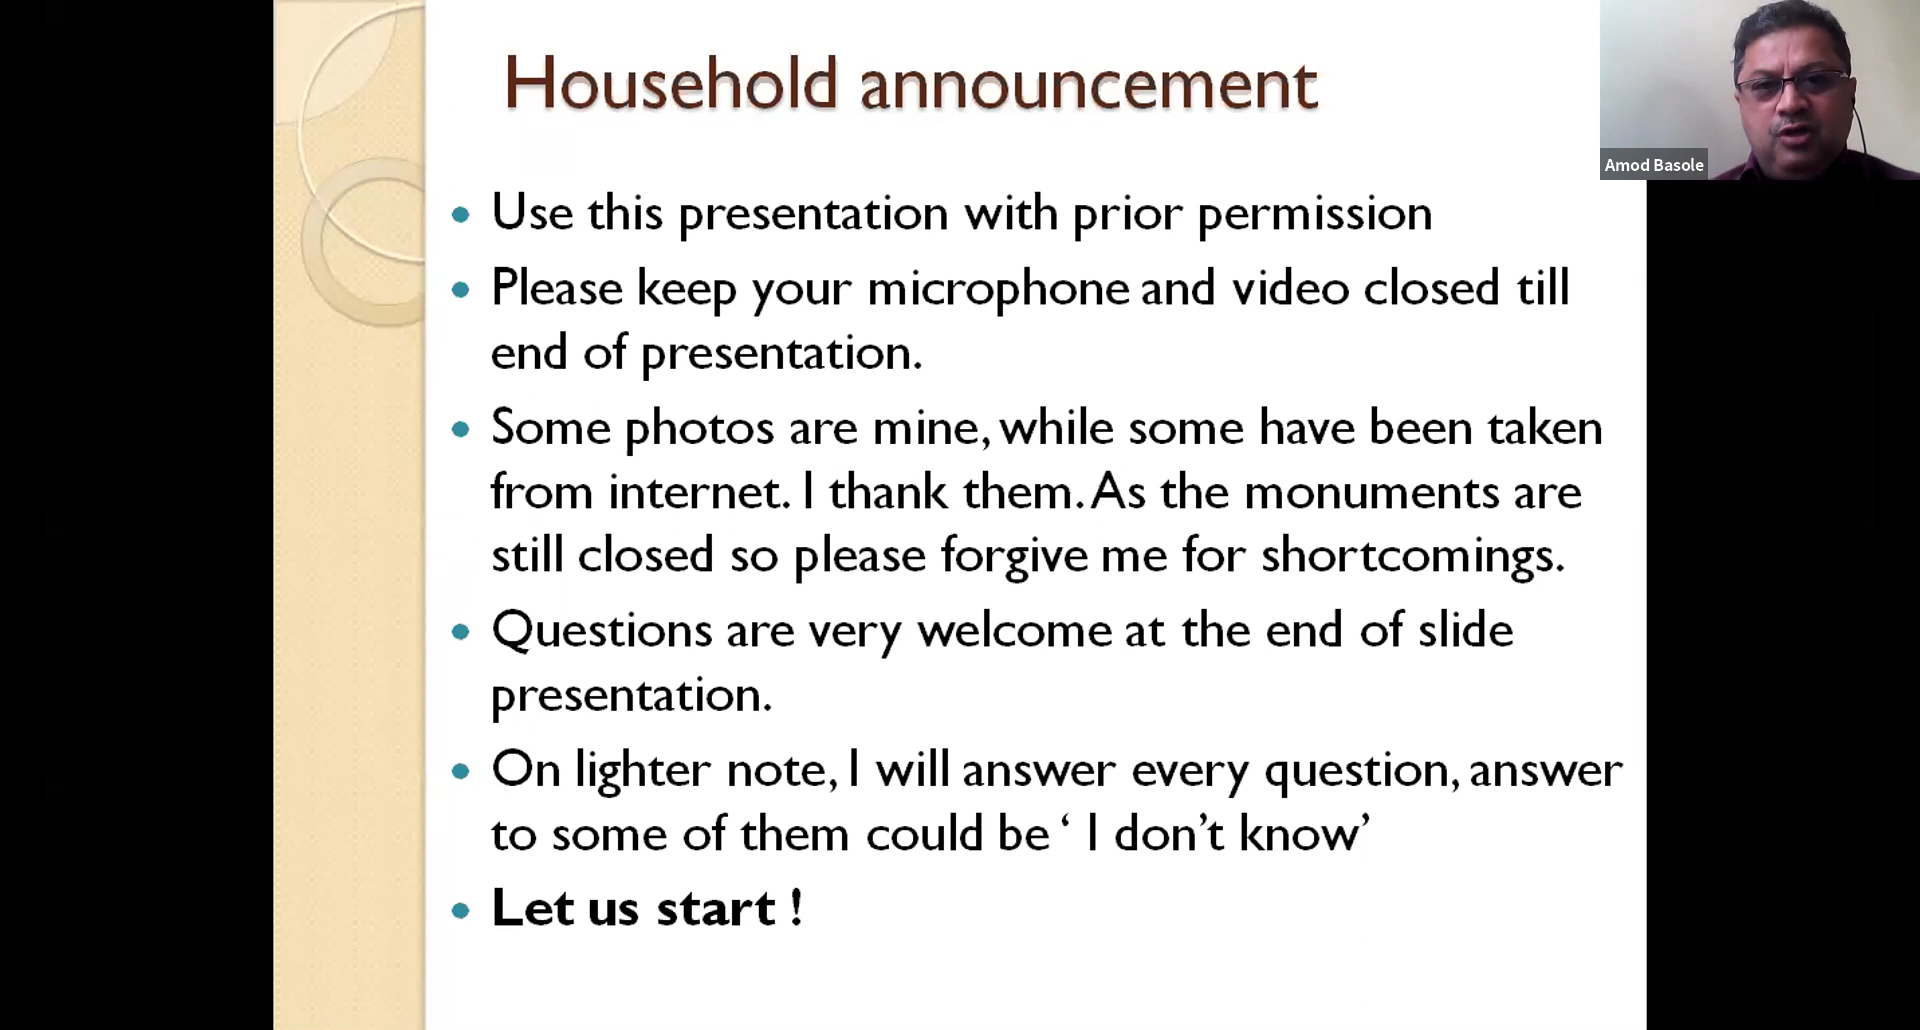 Household announcement
Amod Basole
Use this presentation with prior permission
Please keep your microphone and video closed till
end of presentation.
Some photos are mine, while some have been taken
from internet. I thank them. As the monuments are
still closed so please forgive me for shortcomings.
Questions are very welcome at the end of slide
presentation.
On lighter note, I will answer every question, answer
to some of them could be ‘ I don’t know’
Let us start !